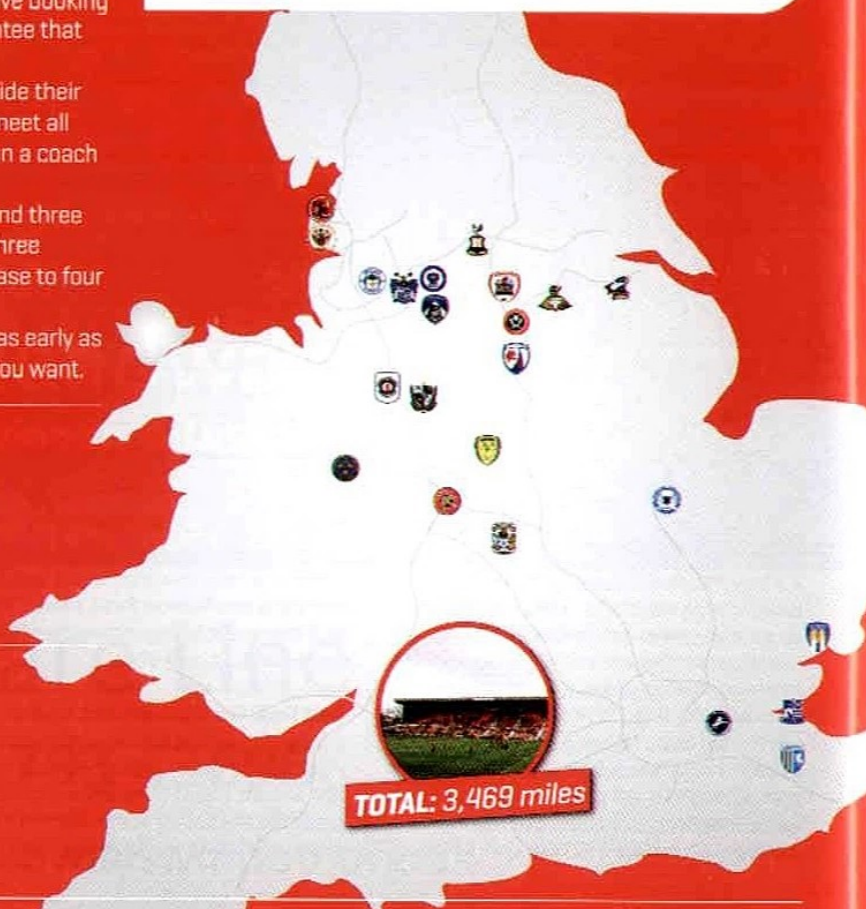 ve booking
tee that
ide their
neet all
n a coach
nd three
hree
ase to four
as early as
ou want.
TOTAL: 3,469 miles